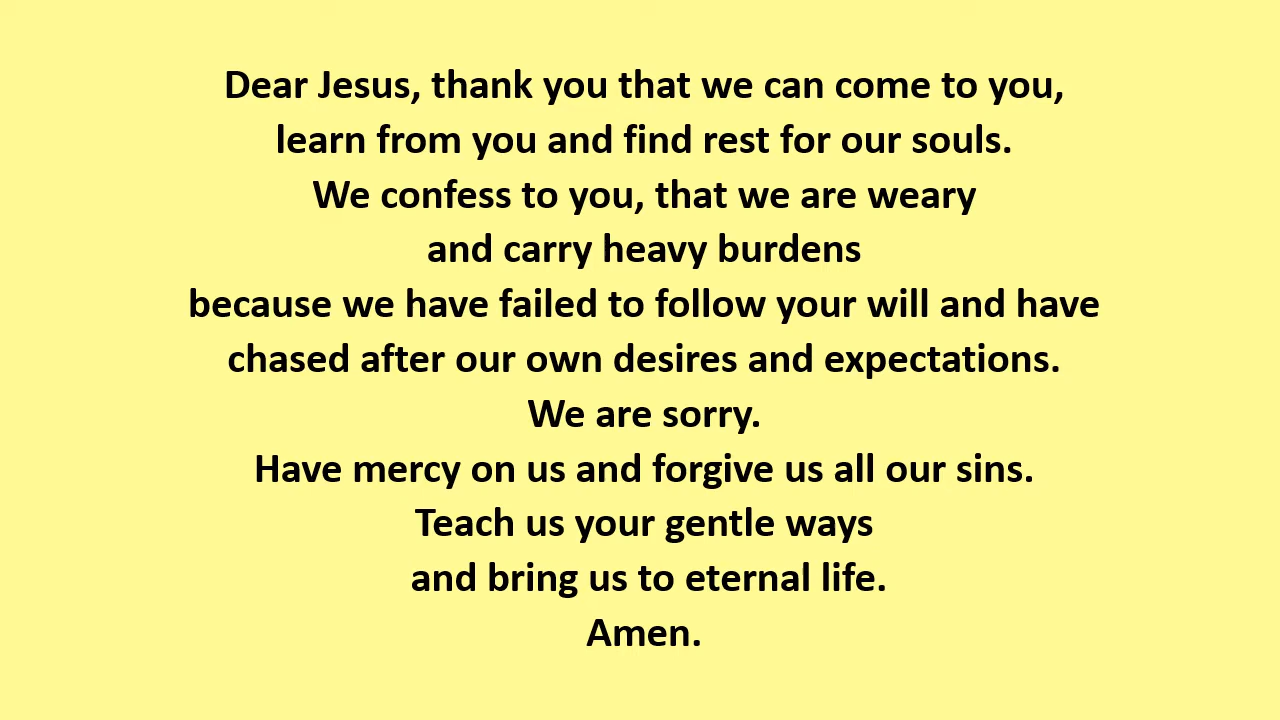 Dear Jesus, thank you that we can come to you,
learn from you and find rest for our souls.
We confess to you, that we are weary
and carry heavy burdens
because we have failed to follow your will and have
chased after our own desires and expectations.
We are sorry.
Have mercy on us and forgive us all our sins.
Teach us your gentle ways
and bring us to eternal life.
Amen.